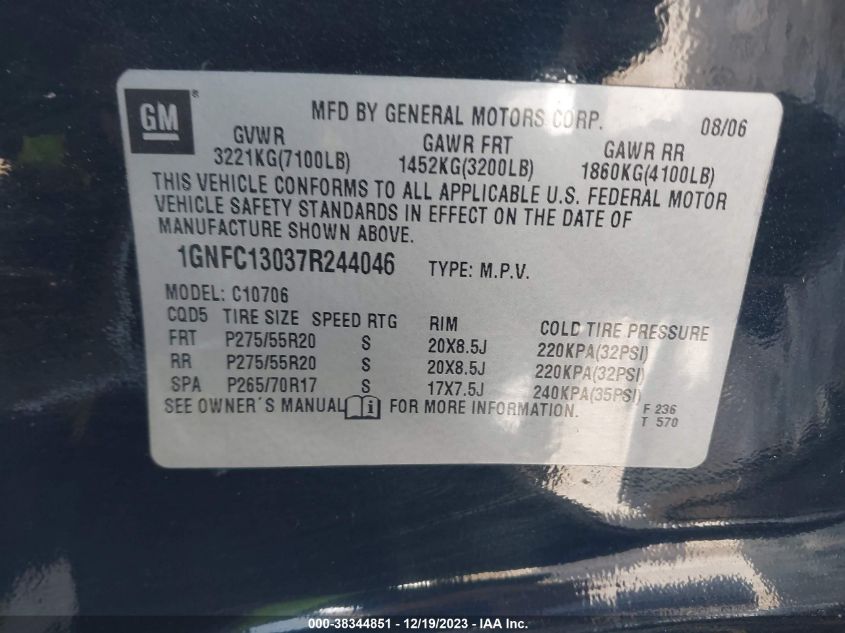 GM ®
MFD BY GENERAL MOTORS CORP. 08/06
GVWR GAWR FRT GAWR RR
3221KG(7100LB) 1452KG(3200LB) 1860KG(4100LB)
THIS VEHICLE CONFORMS TO ALL APPLICABLE U.S. FEDERAL MOTOR
VEHICLE SAFETY STANDARDS IN EFFECT ON THE DATE OF
MANUFACTURE SHOWN ABOVE.
1GNFC13037R244046 TYPE: M.P.V.
MODEL: C10706
CQD5 TIRE SIZE SPEED RTG RIM COLD TIRE PRESSURE
FRT P275/55R20 S 20X8.5J 220KPA(32PSI)
RR P275/55R20 S 20X8.5J 220KPA(32PSI)
SPA P265/70R17 S 17X7.5J 240KPA(35PSI)
SEE OWNER´S MANUAL i FOR MORE INFORMATION. F 236
T 570
000-38344851 - 12/19/2023 - IAA Inc.